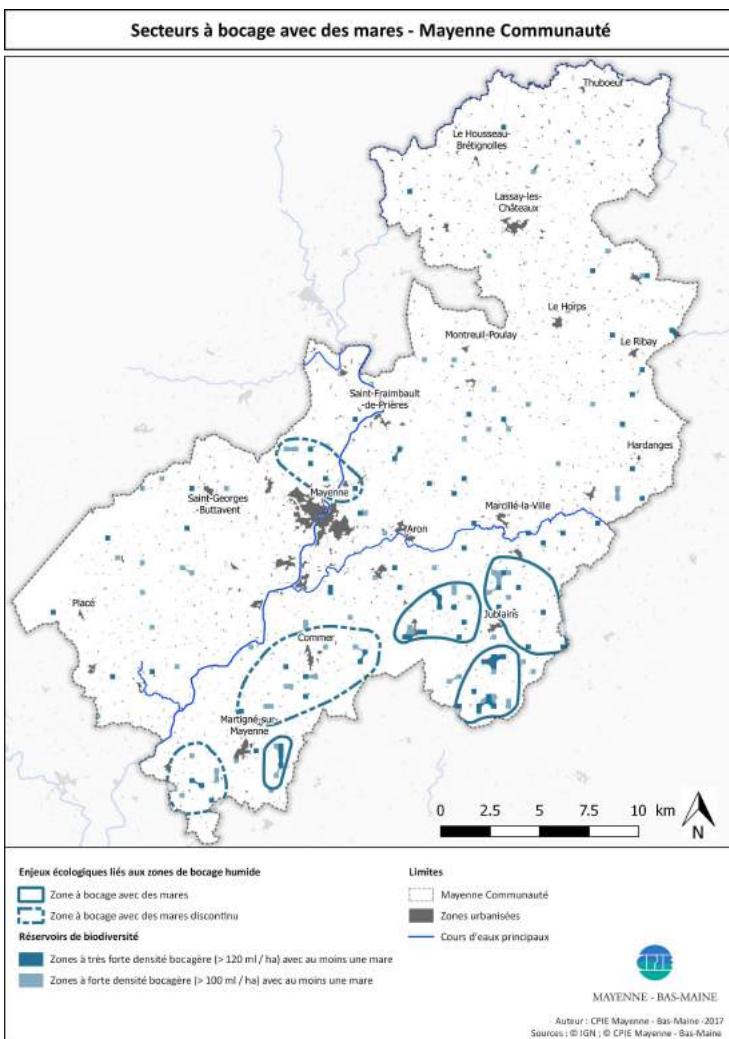 Secteurs à bocage avec des mares - Mayenne Communauté
Thuboeuf
Le Housseau-
Brétignolles
Lassay-les-
Châteaux
Le Horps
Montreuil-Poulay
Le Ribay
Saint-Fraimbault
-de-Prières
Hardanges
Saint-Georges-
Buttavent
Mayenne
Marcillé-la-Ville
Aron
Placé
Jublains
Commer
Martigné-sur-
Mayenne
0 2.5 5 7.5 10 km
N
Enjeux écologiques liés aux zones de bocage humide
Zone à bocage avec des mares
Zone à bocage avec des mares discontinu
Réservoirs de biodiversité
Zones à très forte densité bocagère (> 120 ml / ha) avec au moins une mare
Zones à forte densité bocagère (> 100 ml / ha) avec au moins une mare
Limites
Mayenne Communauté
Zones urbanisées
Cours d'eaux principaux
CPIE
MAYENNE - BAS-MAINE
Auteur : CPIE Mayenne - Bas-Maine -2017
Sources : © IGN ; © CPIE Mayenne - Bas-Maine